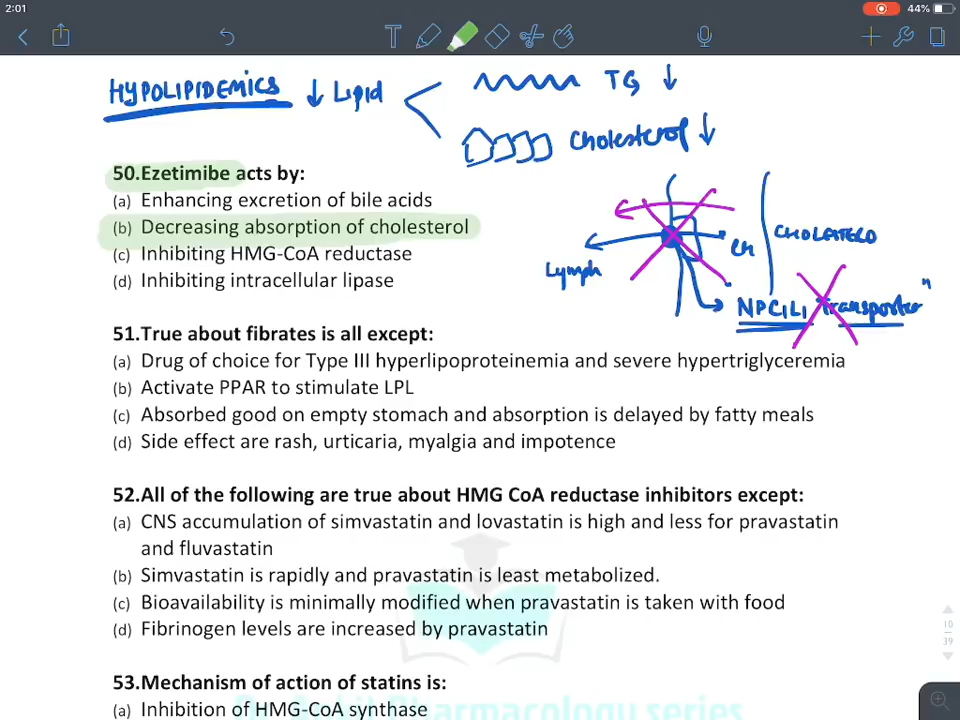 2:01
44%
HYPOLIPIDEMICS ↓ Lipid
TG ↓
Cholesterol ↓
50.Ezetimibe acts by:
(a) Enhancing excretion of bile acids
(b) Decreasing absorption of cholesterol
(c) Inhibiting HMG-CoA reductase
(d) Inhibiting intracellular lipase
Lymph
CH
CHOLESTERO
NPC1L1 "Transporter"
51.True about fibrates is all except:
(a) Drug of choice for Type III hyperlipoproteinemia and severe hypertriglyceremia
(b) Activate PPAR to stimulate LPL
(c) Absorbed good on empty stomach and absorption is delayed by fatty meals
(d) Side effect are rash, urticaria, myalgia and impotence
52.All of the following are true about HMG CoA reductase inhibitors except:
(a) CNS accumulation of simvastatin and lovastatin is high and less for pravastatin
and fluvastatin
(b) Simvastatin is rapidly and pravastatin is least metabolized.
(c) Bioavailability is minimally modified when pravastatin is taken with food
(d) Fibrinogen levels are increased by pravastatin
10
39
53.Mechanism of action of statins is:
(a) Inhibition of HMG-CoA synthase
Pharmacology series